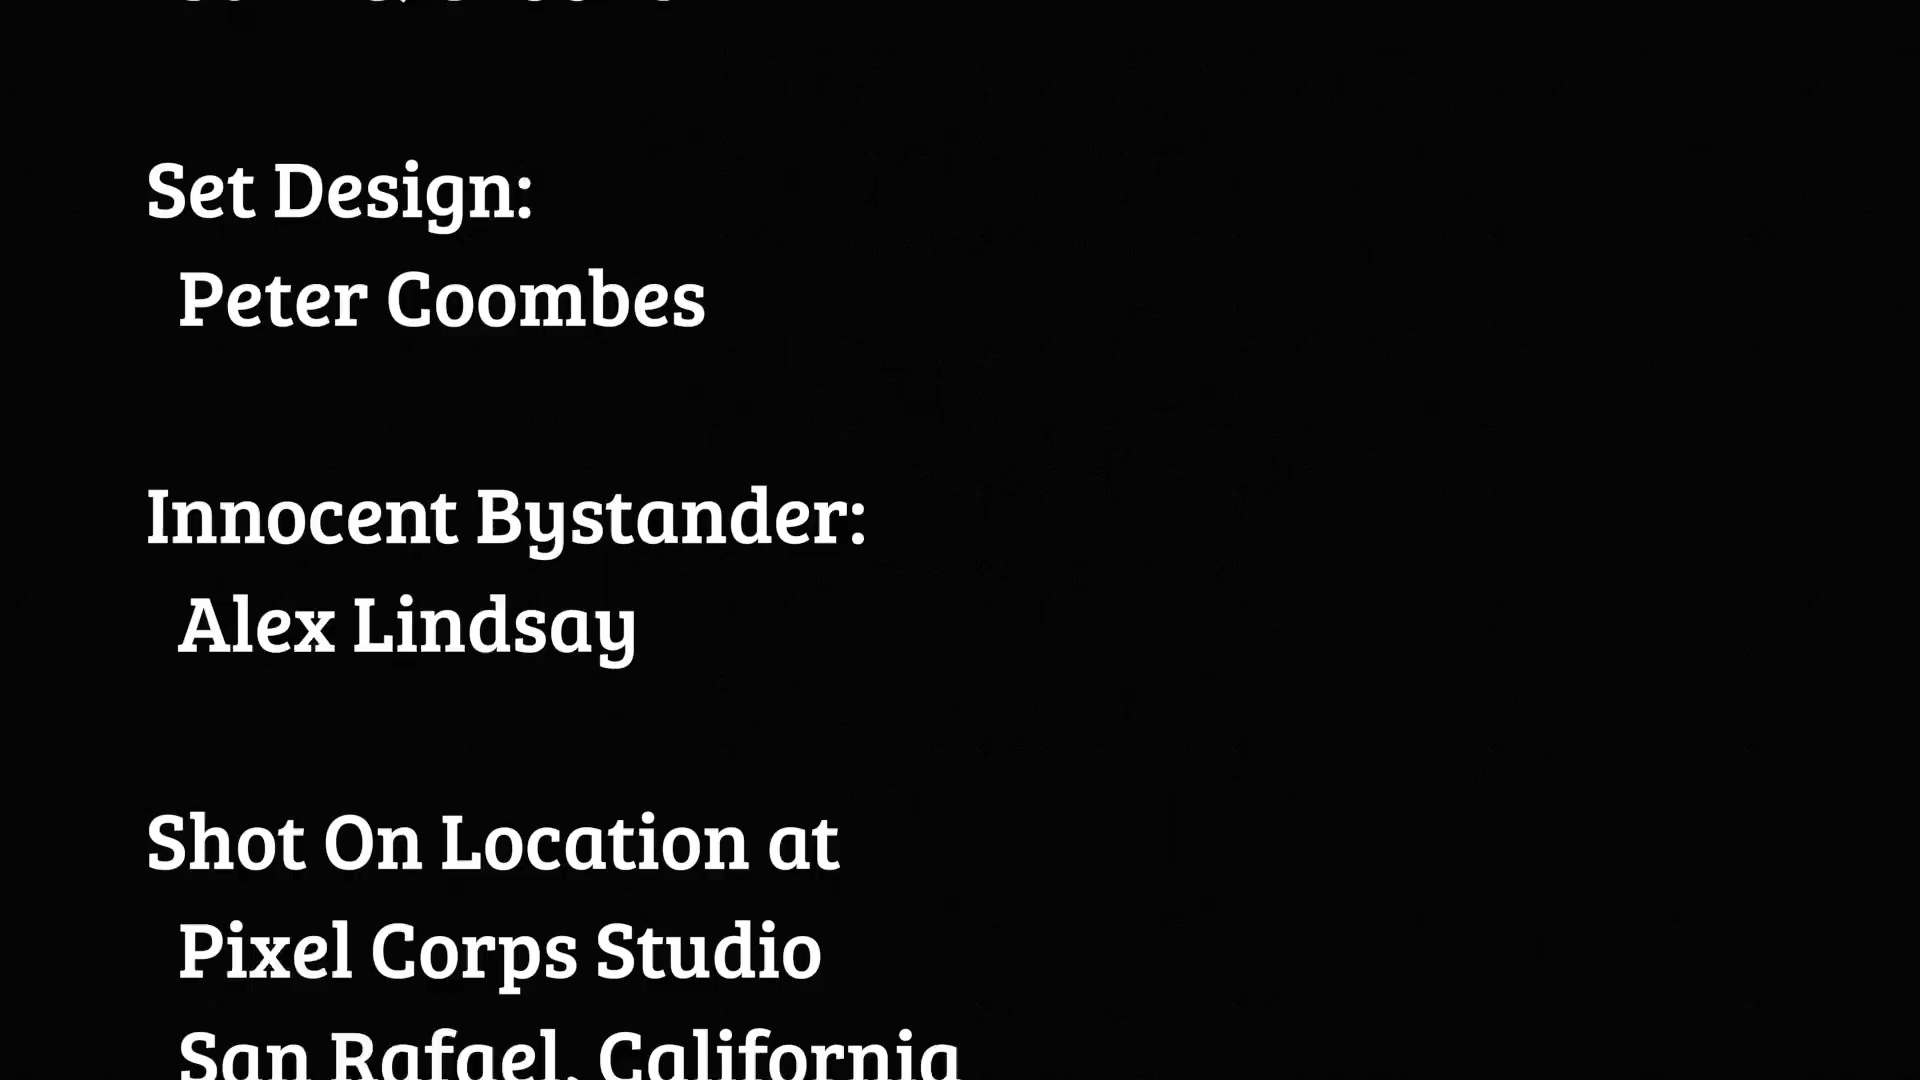 Set Design:
Peter Coombes
Innocent Bystander:
Alex Lindsay
Shot On Location at
Pixel Corps Studio
San Rafael, California